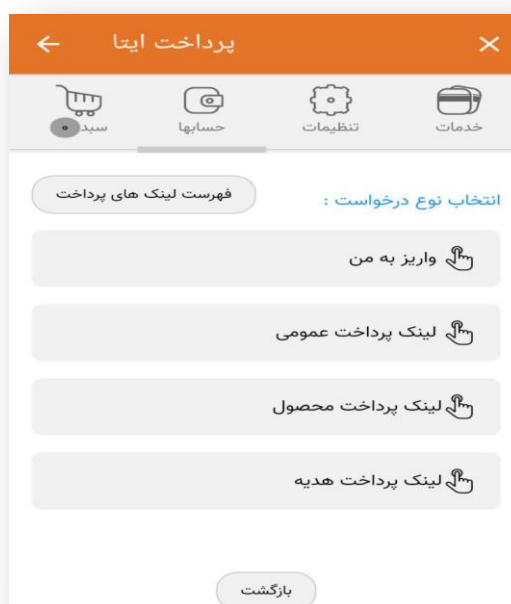 پرداخت ایتا
خدمات
تنظیمات
حسابها
سبد ۰
انتخاب نوع درخواست :
فهرست لینک های پرداخت
واریز به من
لینک پرداخت عمومی
لینک پرداخت محصول
لینک پرداخت هدیه
بازگشت